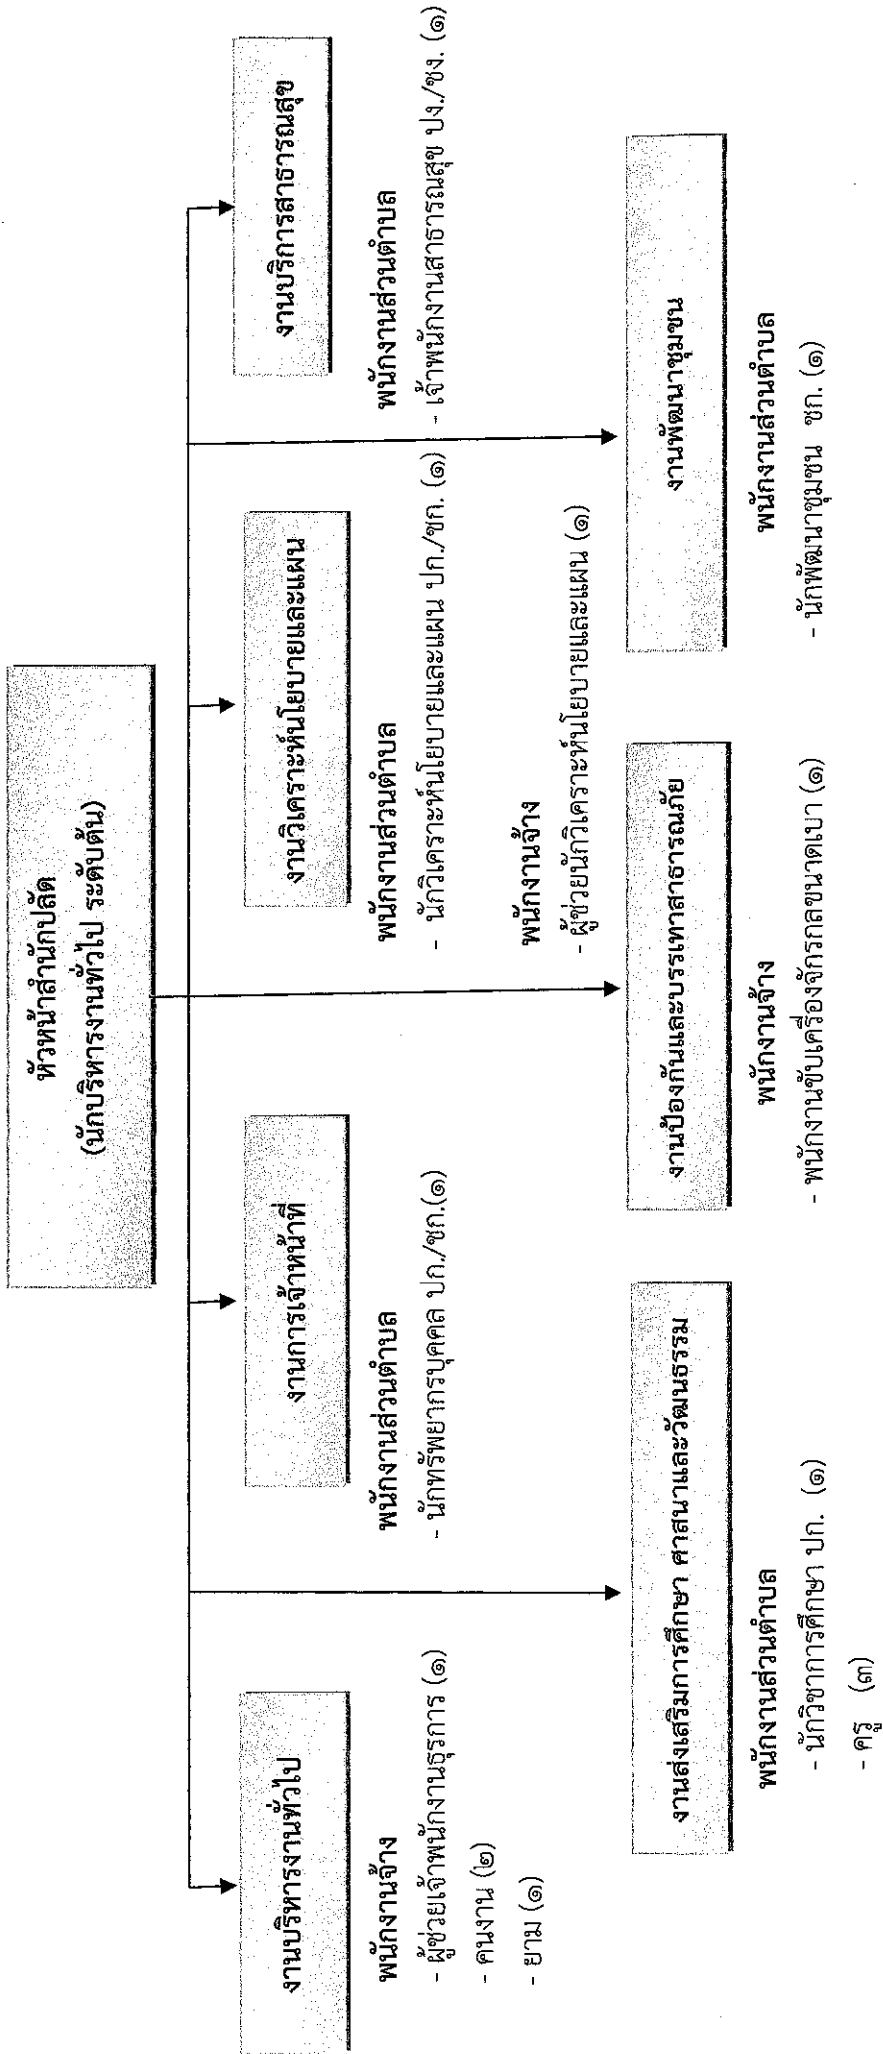 หัวหน้าสำนักปลัด
(นักบริหารงานทั่วไป ระดับต้น)
งานบริหารงานทั่วไป
พนักงานจ้าง
- ผู้ช่วยเจ้าพนักงานธุรการ (๑)
- คนงาน (๒)
- ยาม (๑)
งานการเจ้าหน้าที่
พนักงานส่วนตำบล
- นักทรัพยากรบุคคล ปก./ชก.(๑)
งานวิเคราะห์นโยบายและแผน
พนักงานส่วนตำบล
- นักวิเคราะห์นโยบายและแผน ปก./ชก. (๑)
พนักงานจ้าง
- ผู้ช่วยนักวิเคราะห์นโยบายและแผน (๑)
งานบริการสาธารณสุข
พนักงานส่วนตำบล
- เจ้าพนักงานสาธารณสุข ปง./ชง. (๑)
งานส่งเสริมการศึกษา ศาสนาและวัฒนธรรม
พนักงานส่วนตำบล
- นักวิชาการศึกษา ปก. (๑)
- ครู (๓)
งานป้องกันและบรรเทาสาธารณภัย
พนักงานจ้าง
- พนักงานขับเครื่องจักรกลขนาดเบา (๑)
งานพัฒนาชุมชน
พนักงานส่วนตำบล
- นักพัฒนาชุมชน ชก. (๑)